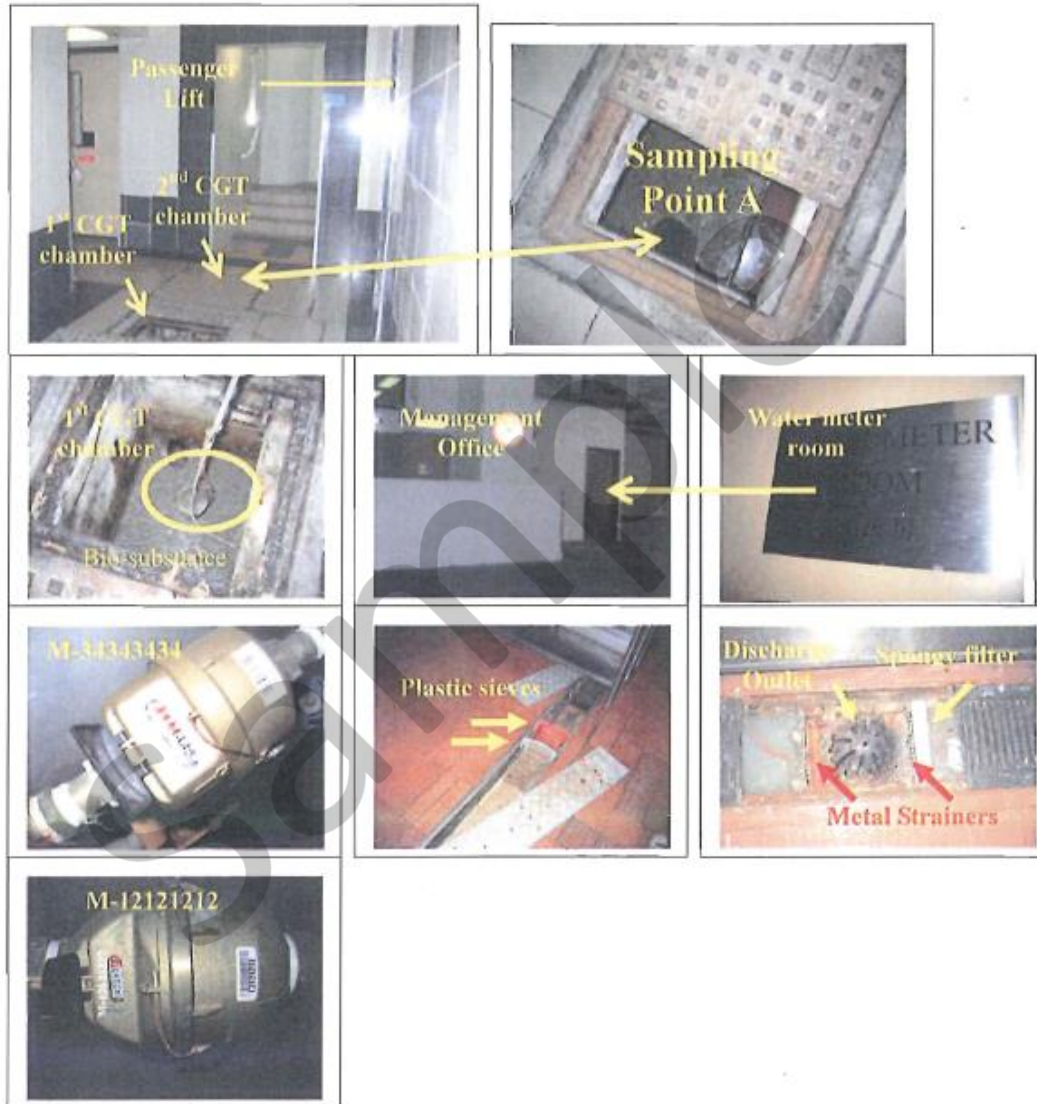 Passenger
Lift
2nd CGT
chamber
1st CGT
chamber
Sampling
Point A
1st CGT
chamber
Bio-substance
Management
Office
Water meter
room
METER
ROOM
M-34343434
Plastic sieves
Discharge
Outlet
Spongy filter
Metal Strainers
M-12121212
Sample